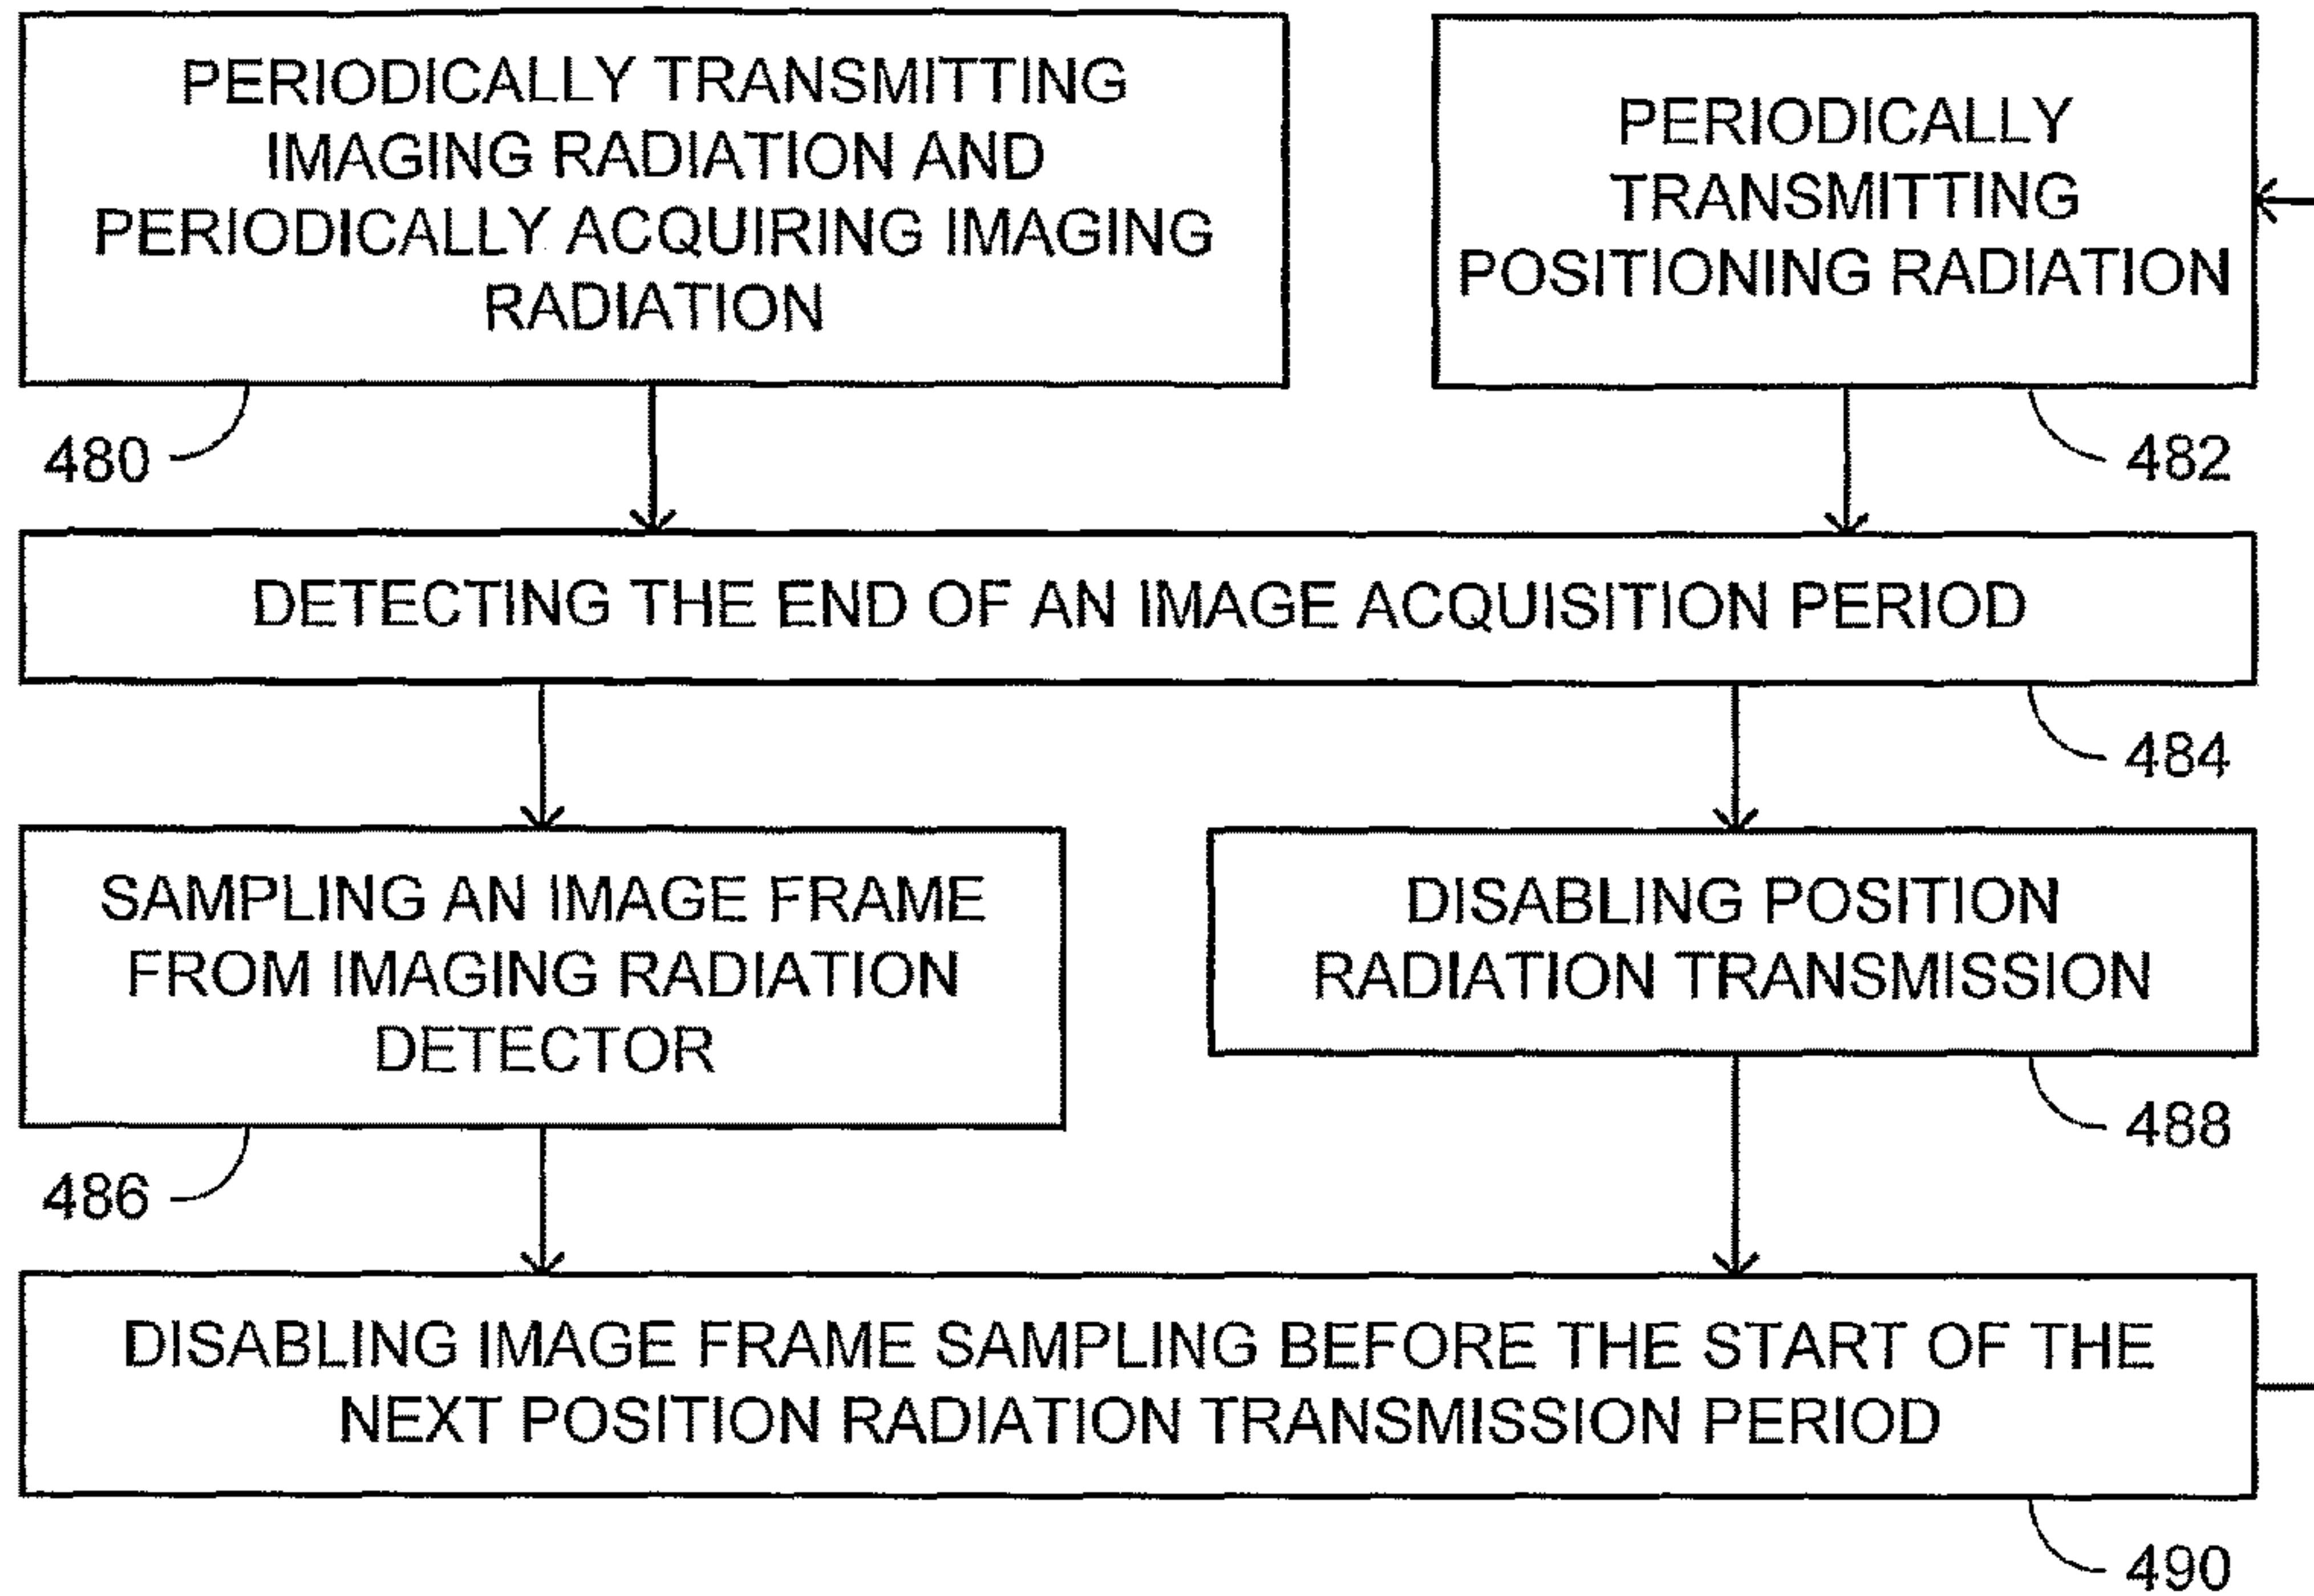 PERIODICALLY TRANSMITTING
IMAGING RADIATION AND
PERIODICALLY ACQUIRING IMAGING
RADIATION
480
PERIODICALLY
TRANSMITTING
POSITIONING RADIATION
482
DETECTING THE END OF AN IMAGE ACQUISITION PERIOD
484
SAMPLING AN IMAGE FRAME
FROM IMAGING RADIATION
DETECTOR
486
DISABLING POSITION
RADIATION TRANSMISSION
488
DISABLING IMAGE FRAME SAMPLING BEFORE THE START OF THE
NEXT POSITION RADIATION TRANSMISSION PERIOD
490